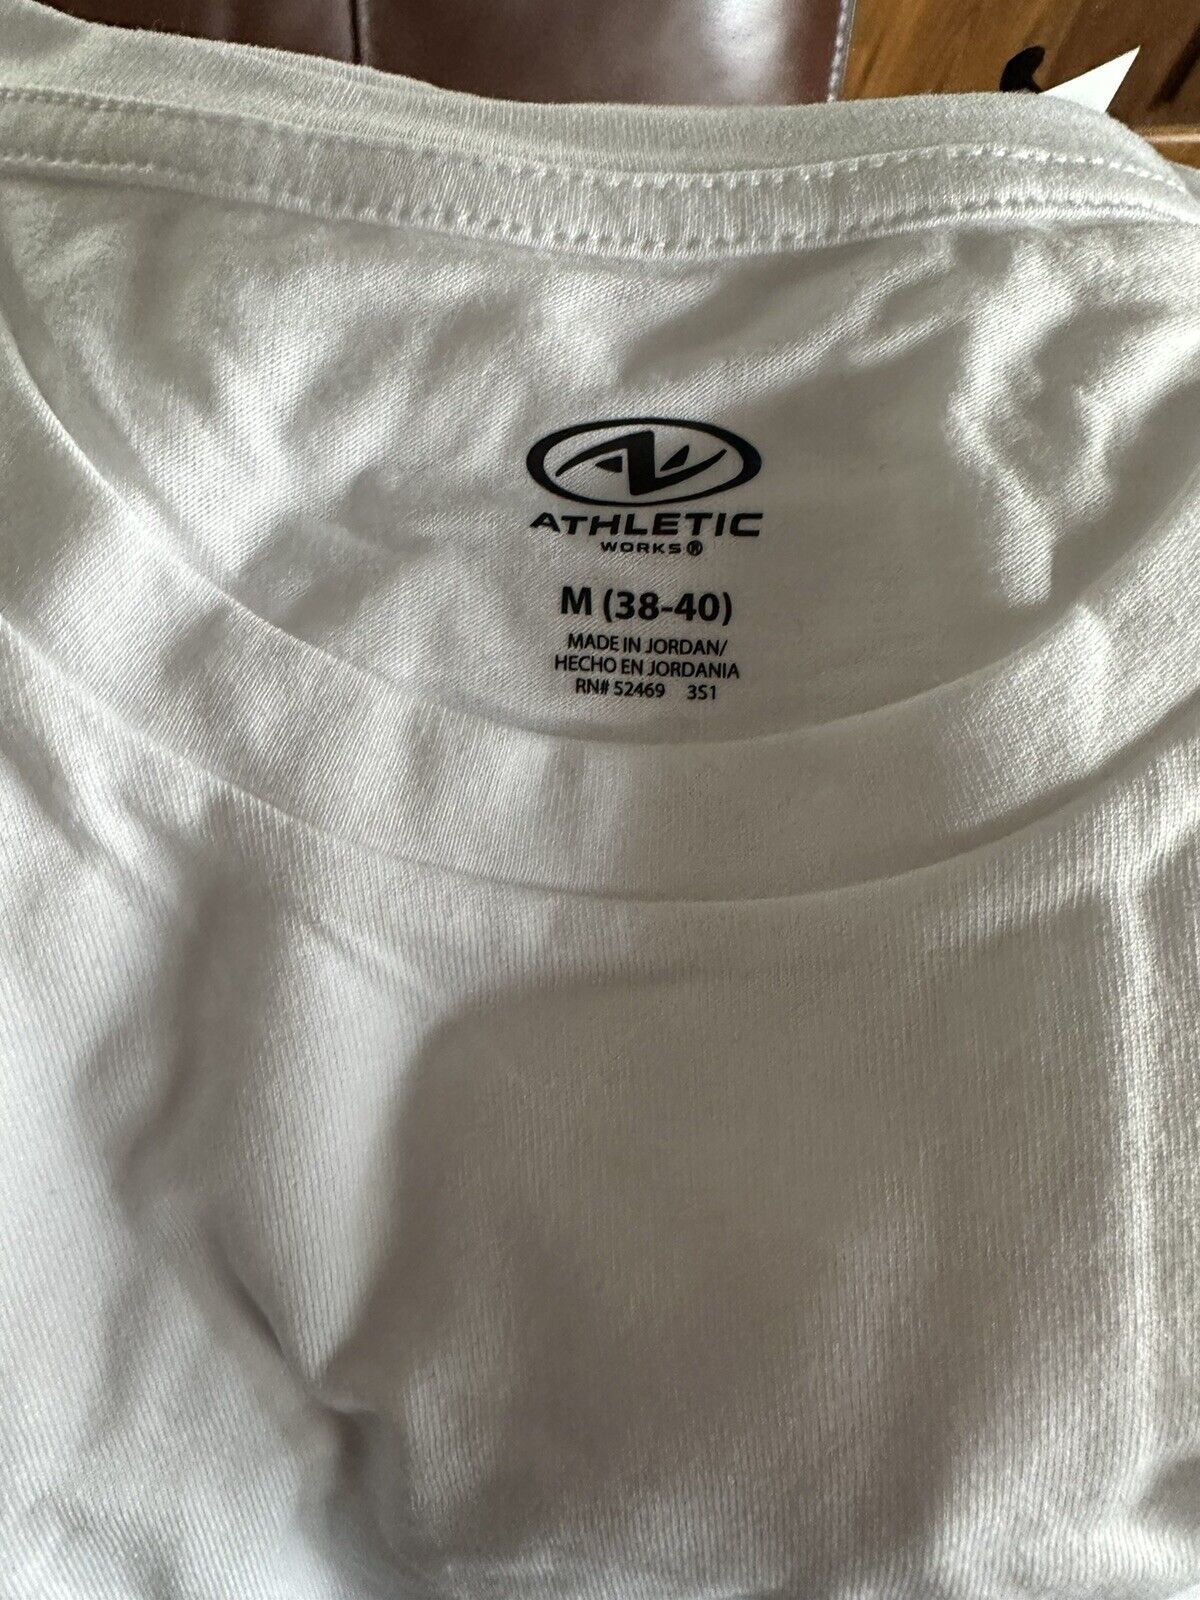 ATHLETIC
WORKS®
M (38-40)
MADE IN JORDAN/
HECHO EN JORDANIA
RN# 52469 3S1